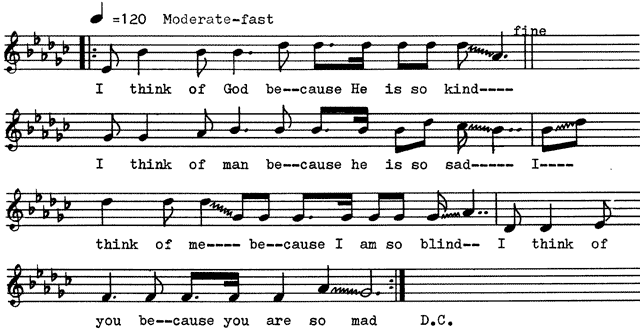 =120 Moderate-fast
fine
I think of God be--cause He is so kind----
I think of man be--cause he is so sad----- I----
think of me---- be--cause I am so blind-- I think of
you be--cause you are so mad D.C.